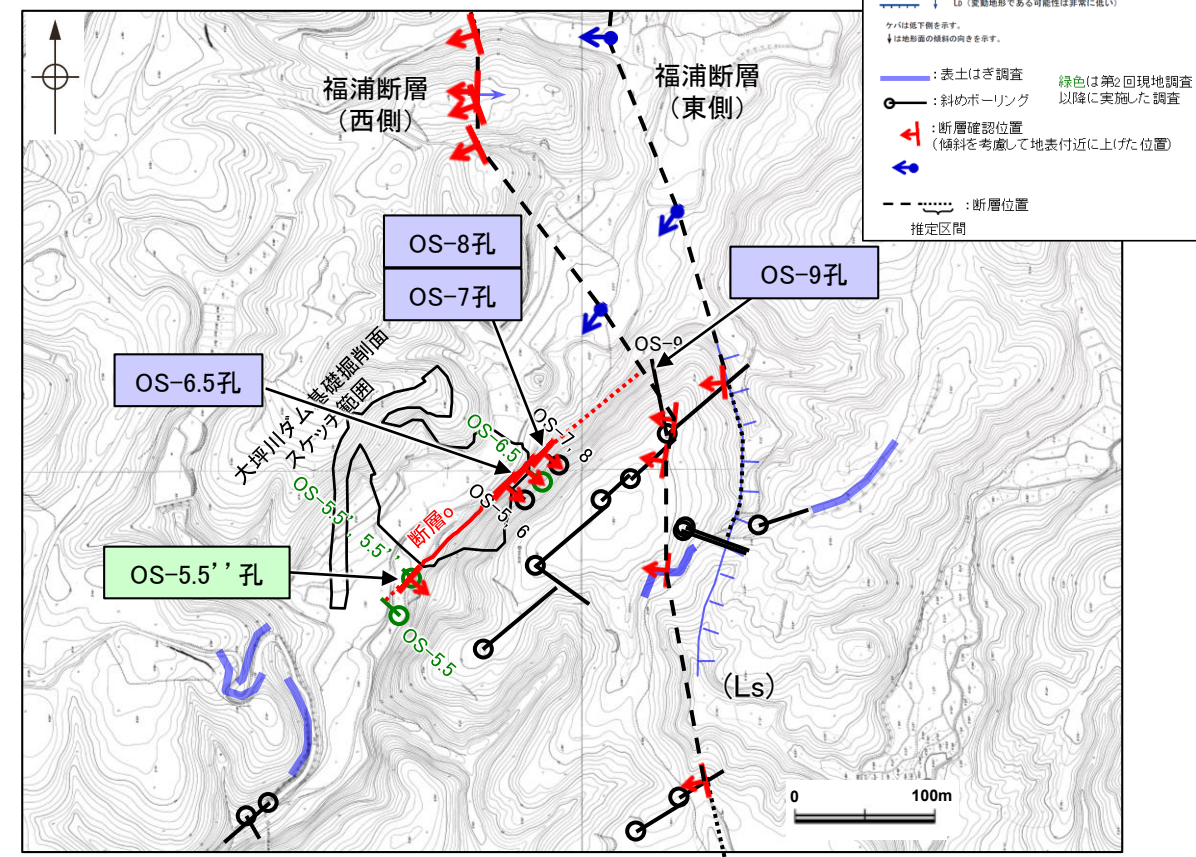 LD（変動地形である可能性は非常に低い）
ケバは低下側を示す。
↓は地形面の傾斜の向きを示す。
：表土はぎ調査
緑色は第2回現地調査
以降に実施した調査
：斜めボーリング
：断層確認位置
（傾斜を考慮して地表付近に上げた位置）
：断層位置
推定区間
福浦断層
（西側）
福浦断層
（東側）
OS-8孔
OS-7孔
OS-9孔
OS-9
OS-6.5孔
大坪川ダム基礎掘削面
スケッチ範囲
OS-6.5
OS-7, 8
OS-5, 6
OS-5.5', 5.5''
断層o
OS-5.5''孔
OS-5.5
(Ls)
0
100m